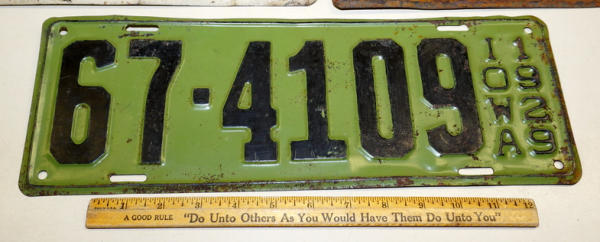 67·4109
IOWA
1929
1 2 3 4 5 6 7 8 9 10 11 12
A GOOD RULE "Do Unto Others As You Would Have Them Do Unto You"